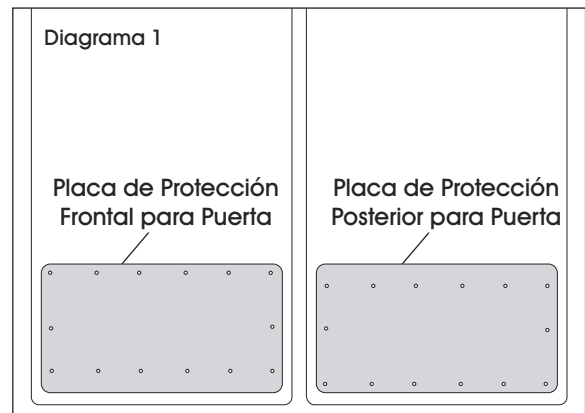 Diagrama 1
Placa de Protección
Frontal para Puerta
Placa de Protección
Posterior para Puerta